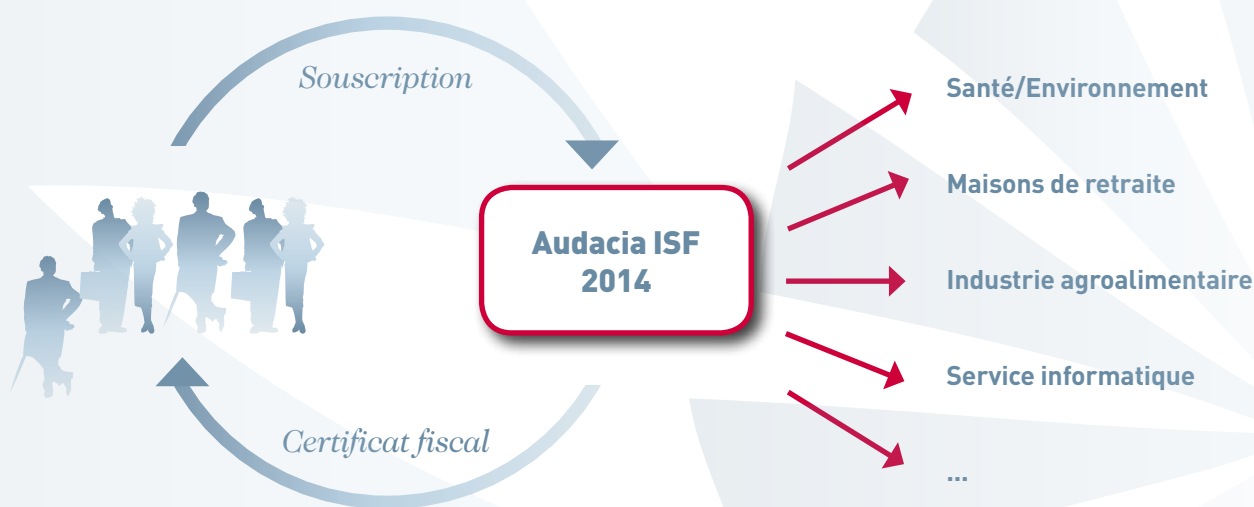 Souscription
Santé/Environnement
Maisons de retraite
Audacia ISF
2014
Industrie agroalimentaire
Service informatique
Certificat fiscal
...